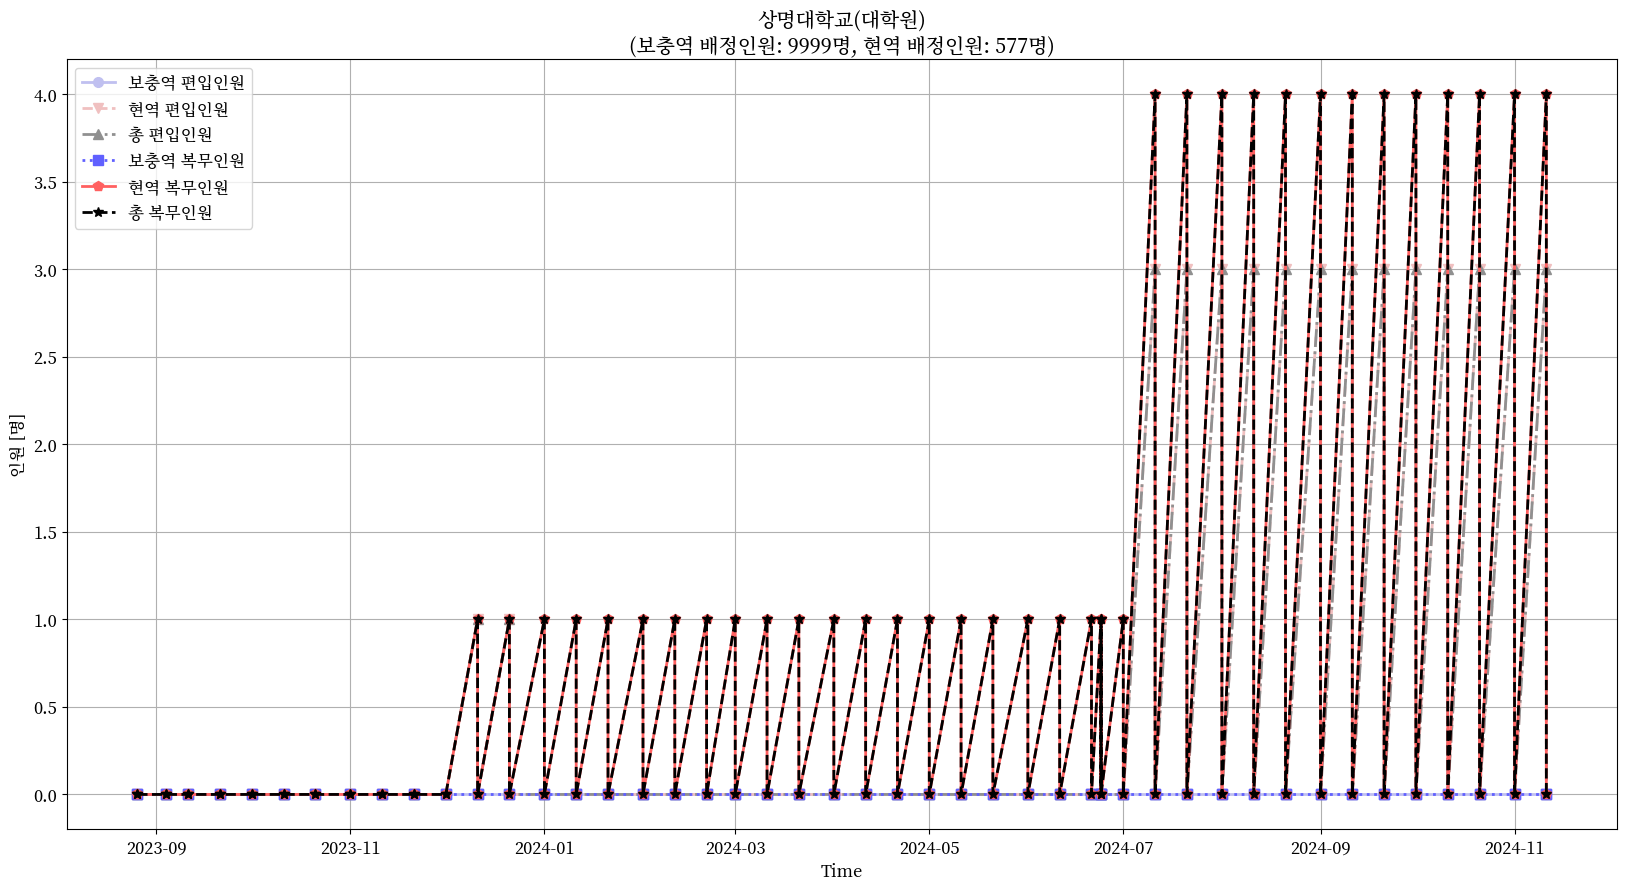 상명대학교(대학원)
(보충역 배정인원: 9999명, 현역 배정인원: 577명)
보충역 편입인원
현역 편입인원
총 편입인원
보충역 복무인원
현역 복무인원
총 복무인원
4.0
3.5
3.0
2.5
2.0
1.5
1.0
0.5
0.0
인원 [명]
2023-09
2023-11
2024-01
2024-03
2024-05
2024-07
2024-09
2024-11
Time